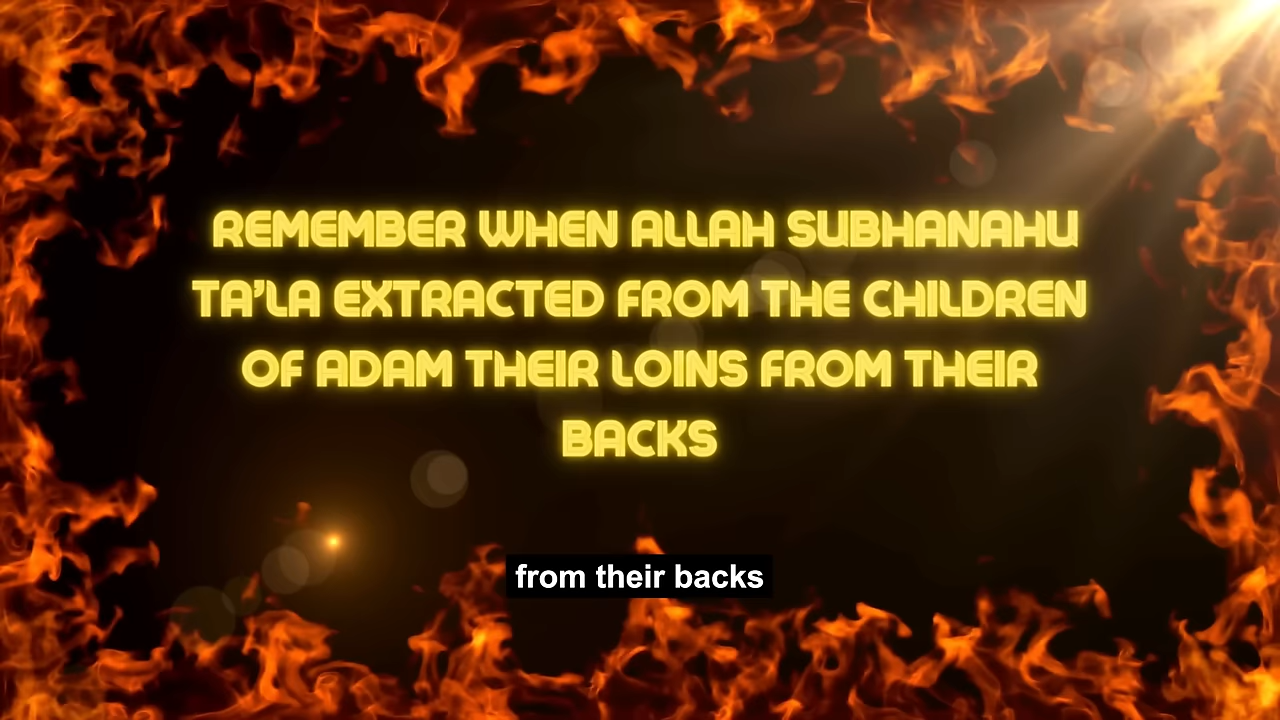 REMEMBER WHEN ALLAH SUBHANAHU
TA'LA EXTRACTED FROM THE CHILDREN
OF ADAM THEIR LOINS FROM THEIR
BACKS
from their backs